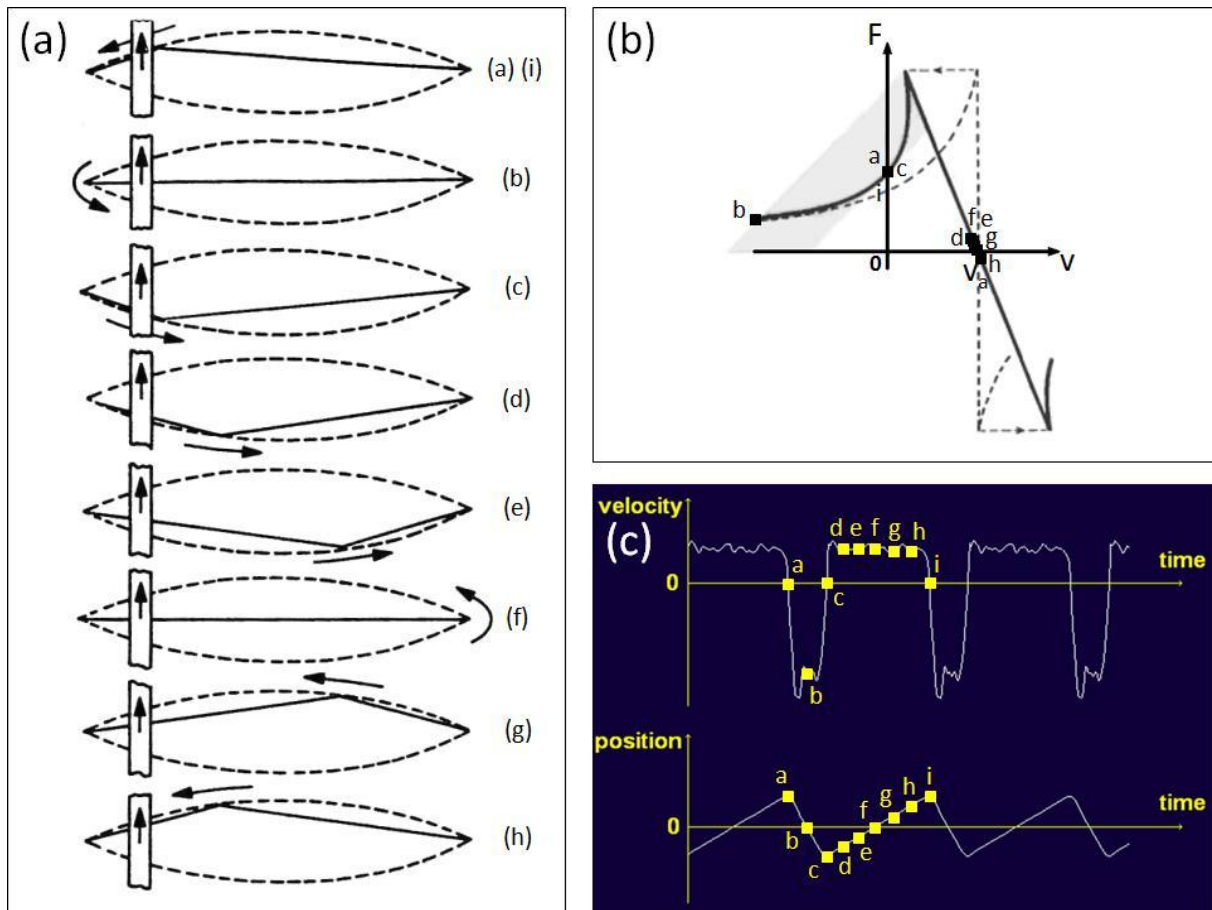 (a)
(a) (i)
(b)
(c)
(d)
(e)
(f)
(g)
(h)
(b)
F
a
c
i
b
f e
d g
0
v
a
h
v
(c)
velocity
d e f g h
a
i
time
0
c
b
position
a
i
time
h
g
f
0
b
e
d
c